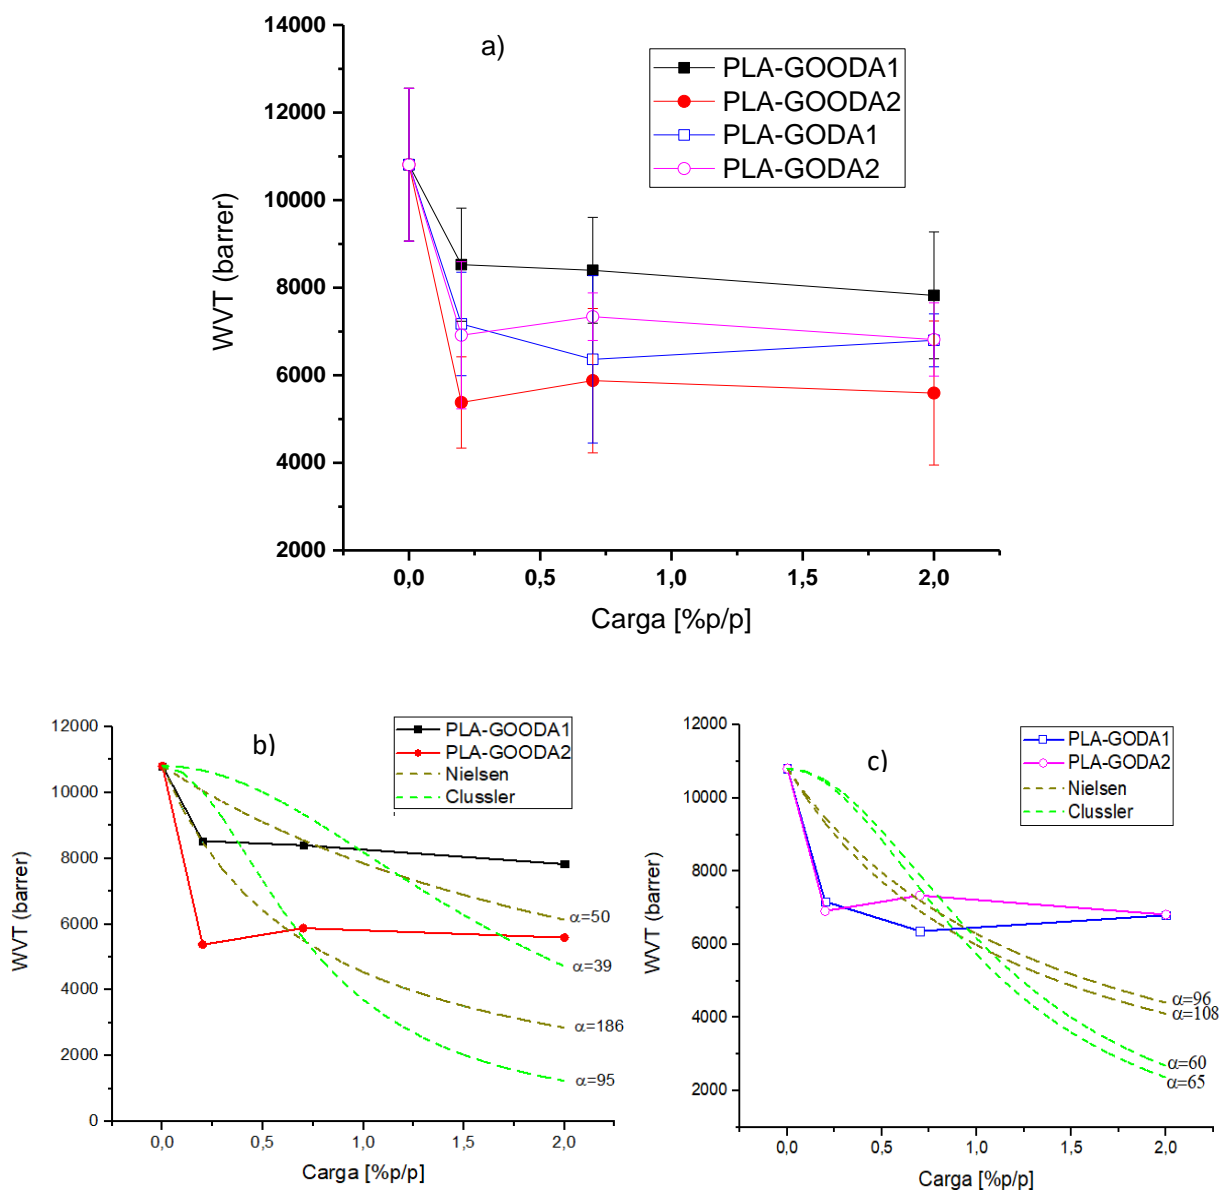 a)
PLA-GOODA1
PLA-GOODA2
PLA-GODA1
PLA-GODA2
14000
12000
10000
8000
6000
4000
2000
WVT (barrer)
0,0
0,5
1,0
1,5
2,0
Carga [%p/p]
b)
PLA-GOODA1
PLA-GOODA2
Nielsen
Clussler
12000
10000
8000
6000
4000
2000
0
WVT (barrer)
α=50
α=39
α=186
α=95
0,0
0,5
1,0
1,5
2,0
Carga [%p/p]
c)
PLA-GODA1
PLA-GODA2
Nielsen
Clussler
12000
10000
8000
6000
4000
2000
WVT (barrer)
α=96
α=108
α=60
α=65
0,0
0,5
1,0
1,5
2,0
Carga [%p/p]